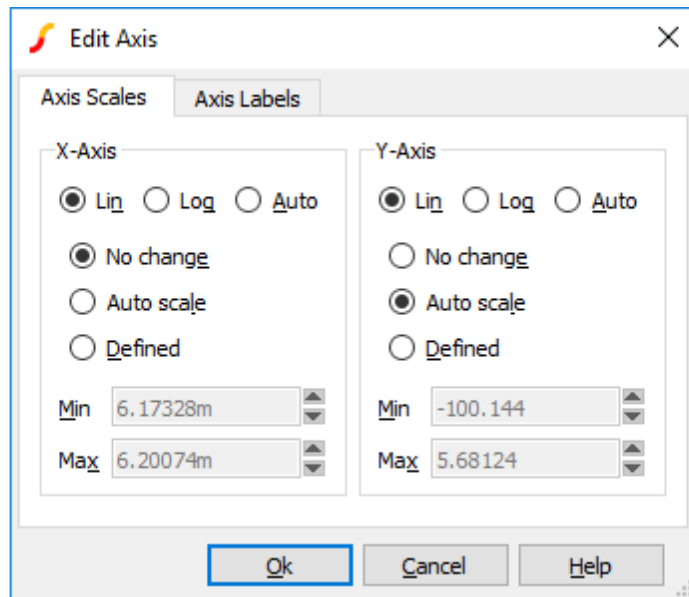 Edit Axis
Axis Scales Axis Labels
X-Axis
Lin Log Auto
No change
Auto scale
Defined
Min 6.17328m
Max 6.20074m
Y-Axis
Lin Log Auto
No change
Auto scale
Defined
Min -100.144
Max 5.68124
Ok Cancel Help